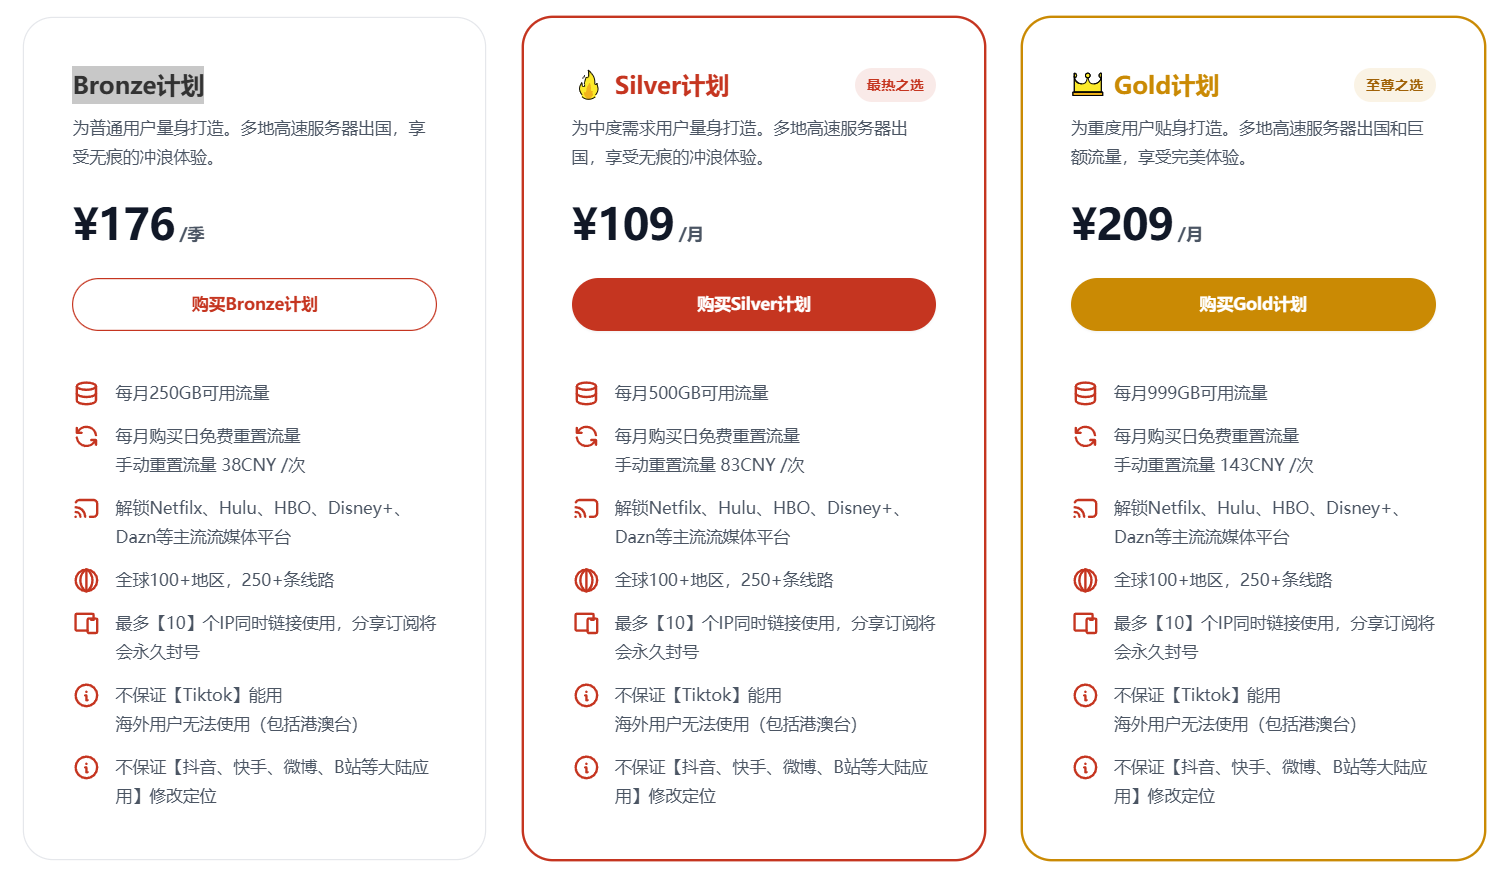 Bronze计划
为普通用户量身打造。多地高速服务器出国，享
受无痕的冲浪体验。
¥176 /季
购买Bronze计划
每月250GB可用流量
每月购买日免费重置流量
手动重置流量 38CNY /次
解锁Netfilx、Hulu、HBO、Disney+、
Dazn等主流流媒体平台
全球100+地区，250+条线路
最多【10】个IP同时链接使用，分享订阅将
会永久封号
不保证【Tiktok】能用
海外用户无法使用（包括港澳台）
不保证【抖音、快手、微博、B站等大陆应
用】修改定位
Silver计划
最热之选
为中度需求用户量身打造。多地高速服务器出
国，享受无痕的冲浪体验。
¥109 /月
购买Silver计划
每月500GB可用流量
每月购买日免费重置流量
手动重置流量 83CNY /次
解锁Netfilx、Hulu、HBO、Disney+、
Dazn等主流流媒体平台
全球100+地区，250+条线路
最多【10】个IP同时链接使用，分享订阅将
会永久封号
不保证【Tiktok】能用
海外用户无法使用（包括港澳台）
不保证【抖音、快手、微博、B站等大陆应
用】修改定位
Gold计划
至尊之选
为重度用户贴身打造。多地高速服务器出国和巨
额流量，享受完美体验。
¥209 /月
购买Gold计划
每月999GB可用流量
每月购买日免费重置流量
手动重置流量 143CNY /次
解锁Netfilx、Hulu、HBO、Disney+、
Dazn等主流流媒体平台
全球100+地区，250+条线路
最多【10】个IP同时链接使用，分享订阅将
会永久封号
不保证【Tiktok】能用
海外用户无法使用（包括港澳台）
不保证【抖音、快手、微博、B站等大陆应
用】修改定位